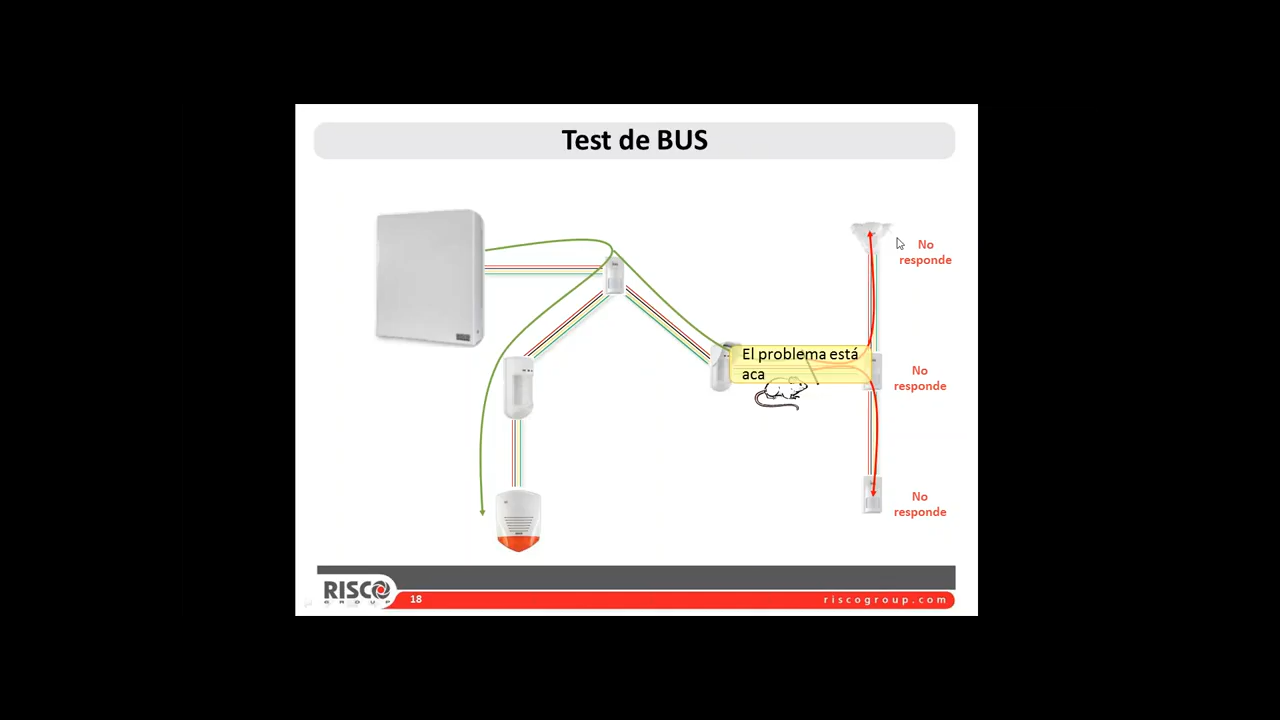 Test de BUS
No
responde
El problema está
aca
No
responde
No
responde
RISCO
GROUP
18
riscogroup.com